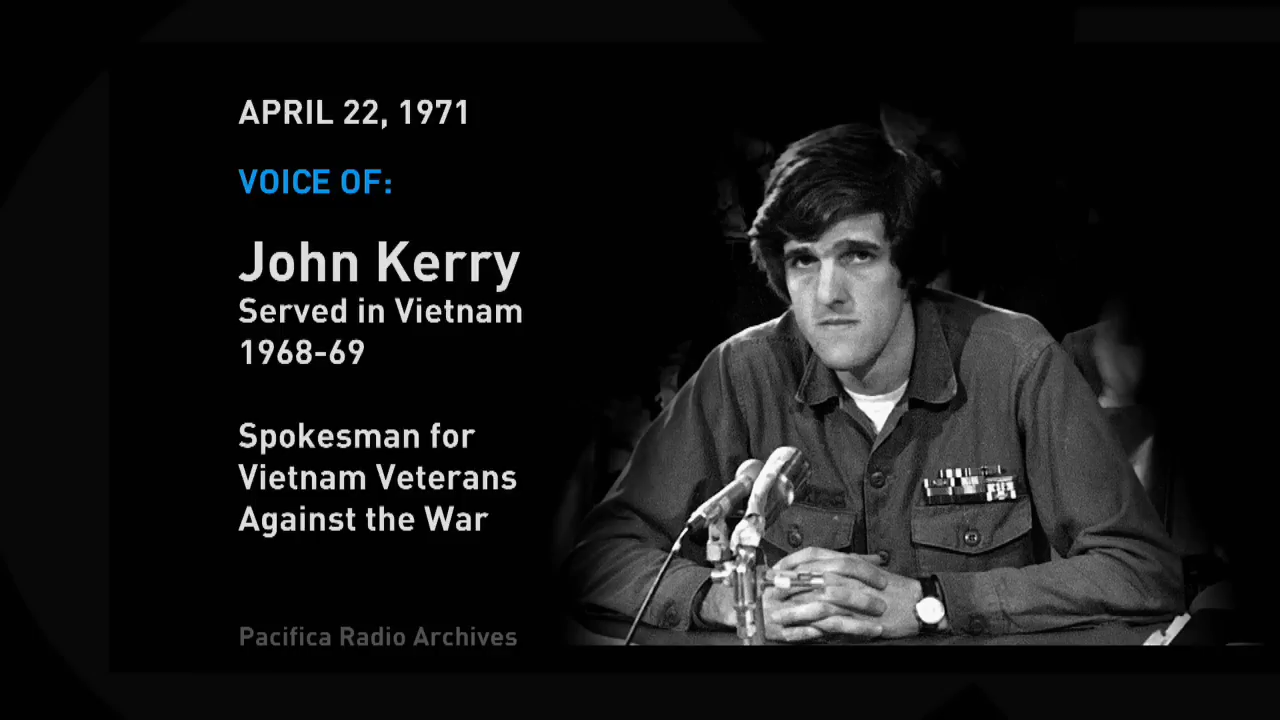 APRIL 22, 1971
VOICE OF:
John Kerry
Served in Vietnam
1968-69
Spokesman for
Vietnam Veterans
Against the War
Pacifica Radio Archives